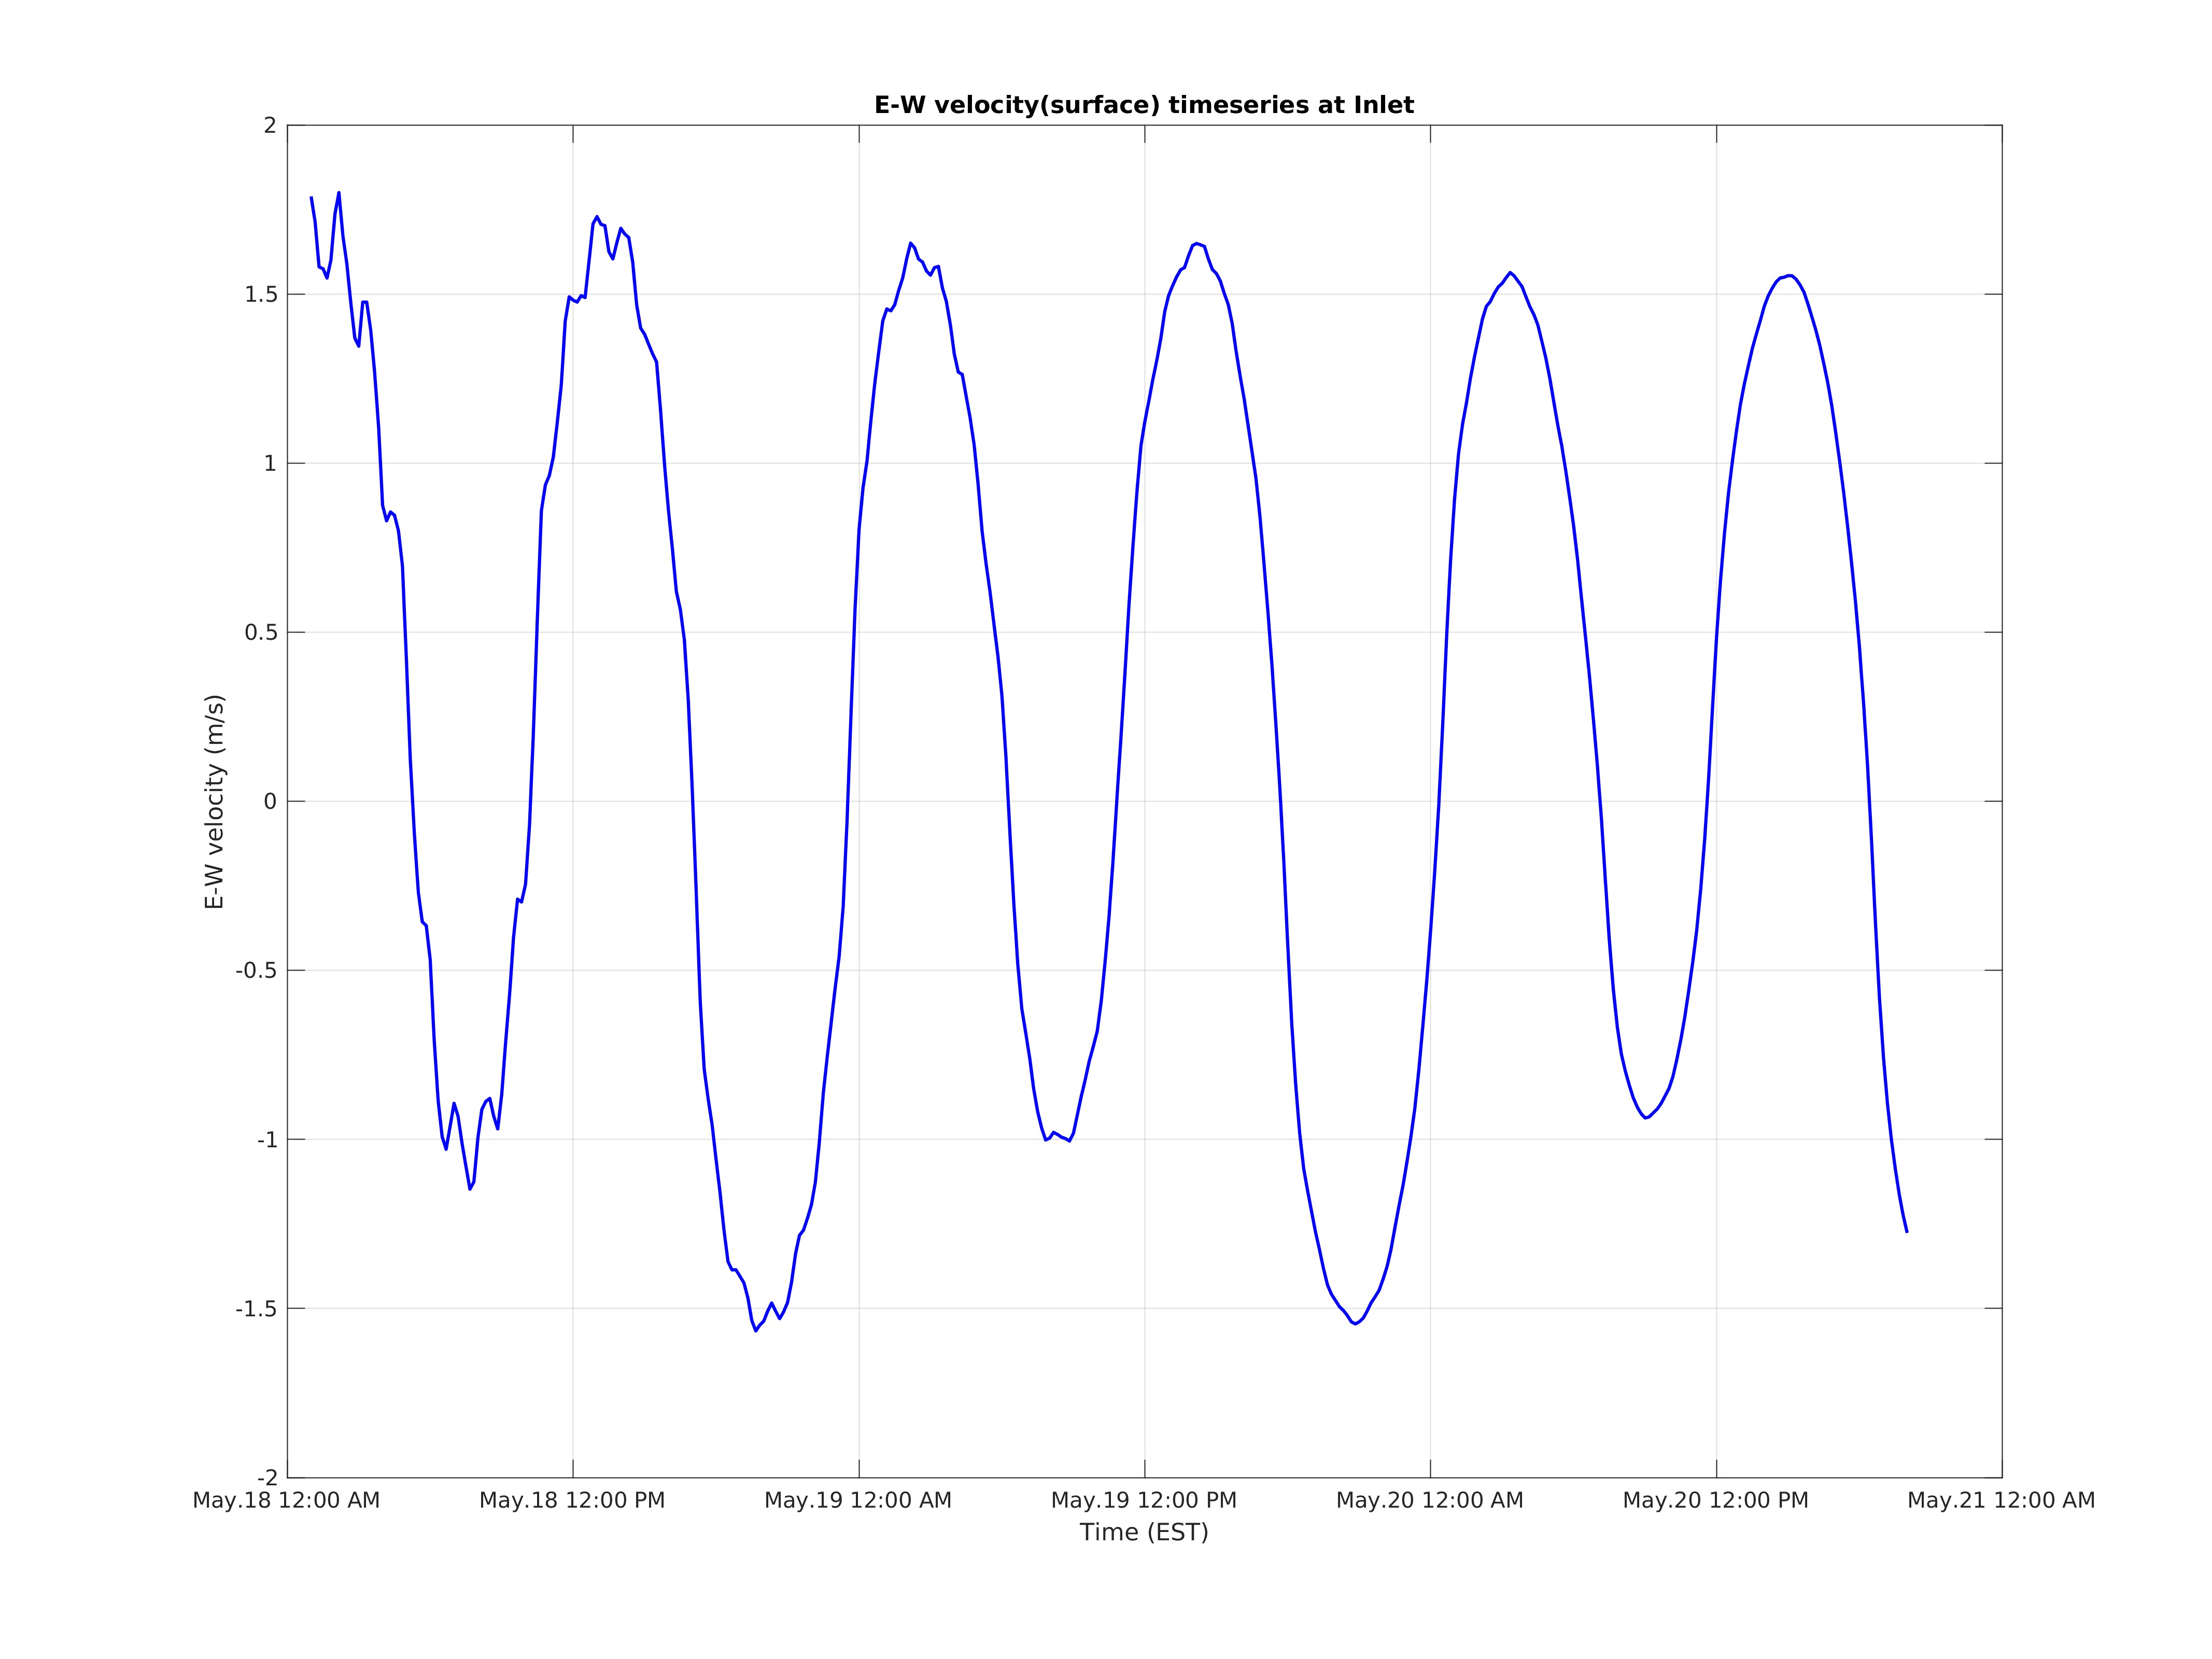 E-W velocity(surface) timeseries at Inlet
2
1.5
1
0.5
0
-0.5
-1
-1.5
-2
E-W velocity (m/s)
May.18 12:00 AM May.18 12:00 PM May.19 12:00 AM May.19 12:00 PM May.20 12:00 AM May.20 12:00 PM May.21 12:00 AM
Time (EST)